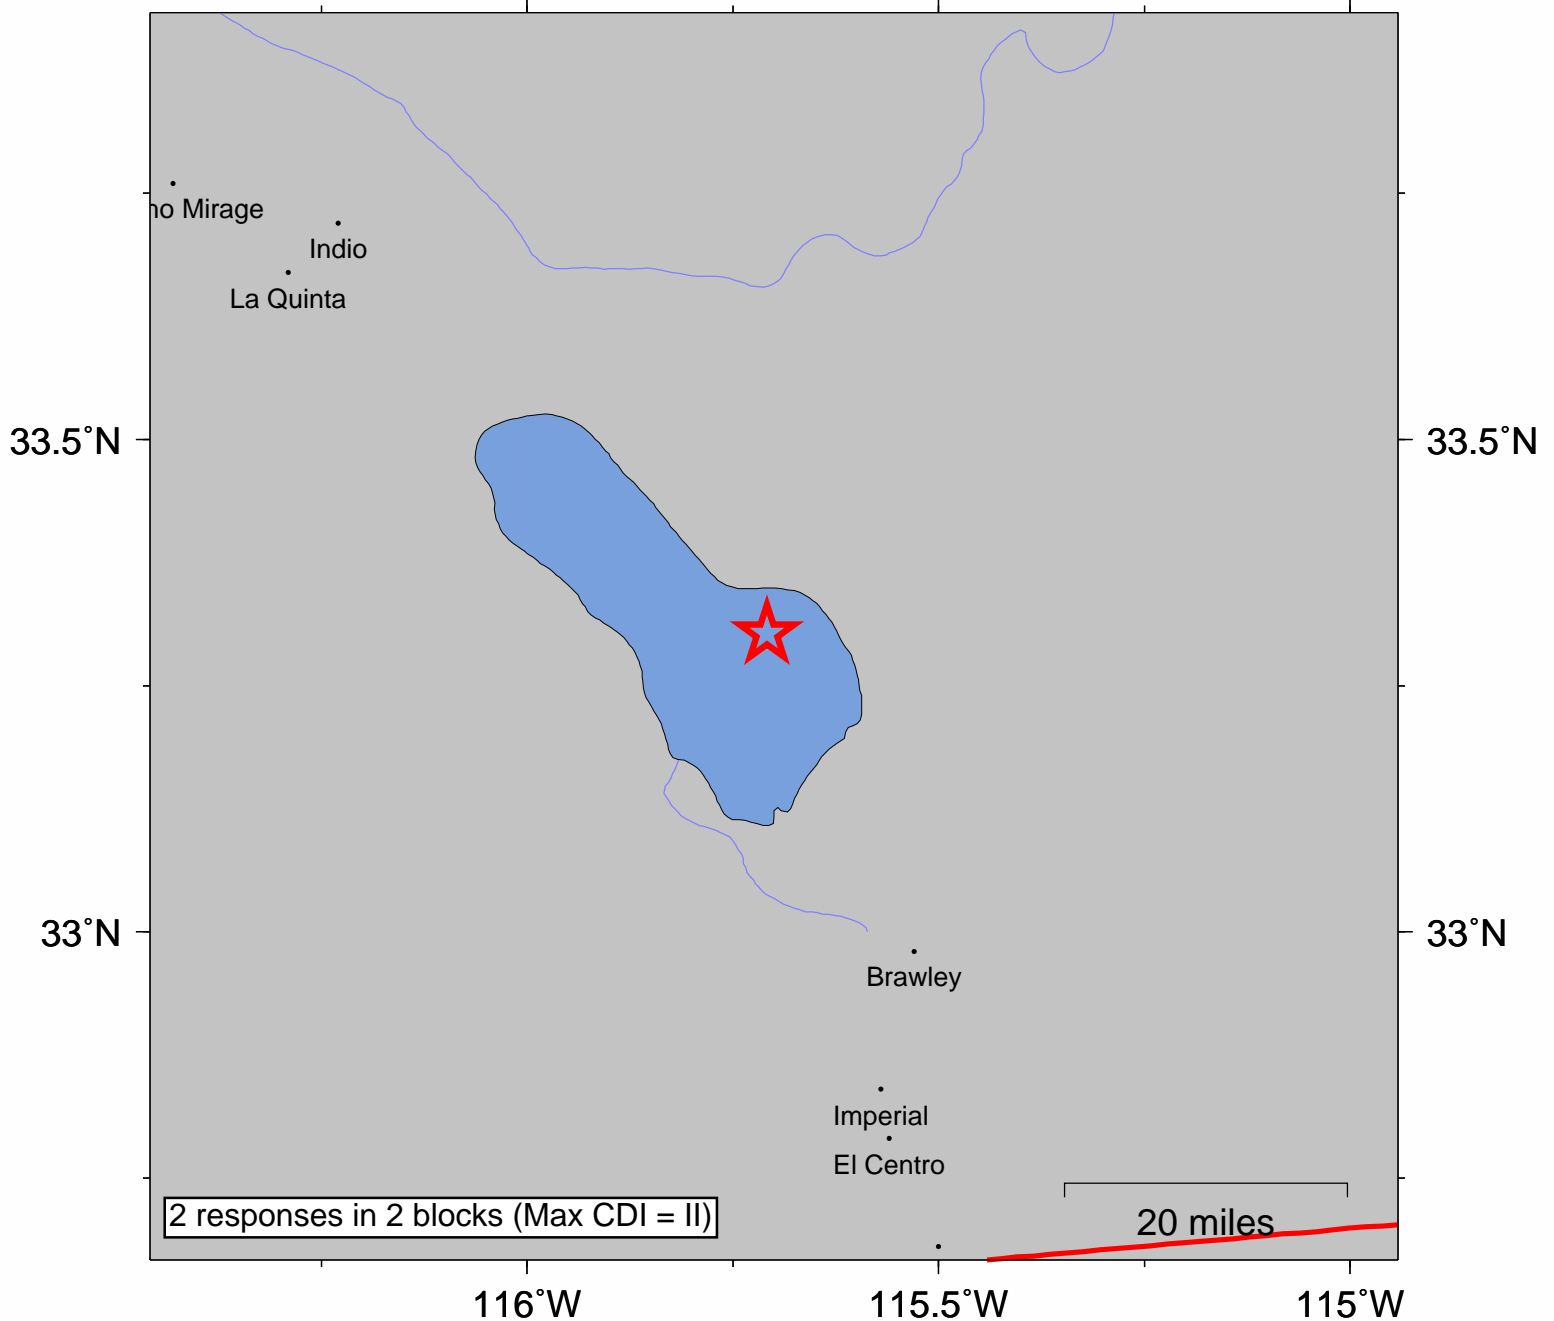 no Mirage
Indio
La Quinta
33.5˚N
33.5˚N
33˚N
33˚N
Brawley
Imperial
El Centro
2 responses in 2 blocks (Max CDI = II)
20 miles
116˚W
115.5˚W
115˚W